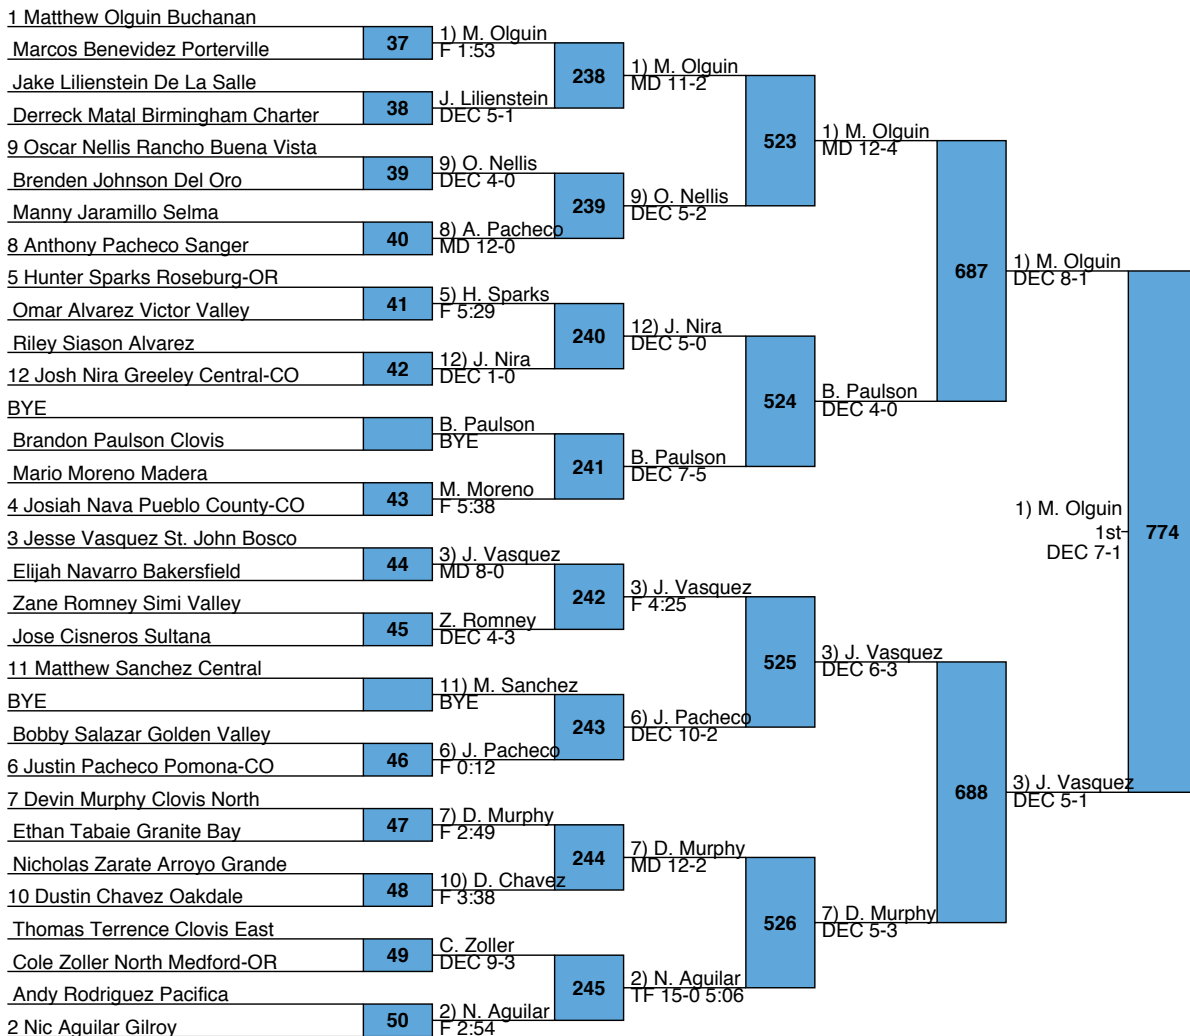 1 Matthew Olguin Buchanan
Marcos Benevidez Porterville
Jake Lilienstein De La Salle
Derreck Matal Birmingham Charter
9 Oscar Nellis Rancho Buena Vista
Brenden Johnson Del Oro
Manny Jaramillo Selma
8 Anthony Pacheco Sanger
5 Hunter Sparks Roseburg-OR
Omar Alvarez Victor Valley
Riley Siason Alvarez
12 Josh Nira Greeley Central-CO
BYE
Brandon Paulson Clovis
Mario Moreno Madera
4 Josiah Nava Pueblo County-CO
3 Jesse Vasquez St. John Bosco
Elijah Navarro Bakersfield
Zane Romney Simi Valley
Jose Cisneros Sultana
11 Matthew Sanchez Central
BYE
Bobby Salazar Golden Valley
6 Justin Pacheco Pomona-CO
7 Devin Murphy Clovis North
Ethan Tabaie Granite Bay
Nicholas Zarate Arroyo Grande
10 Dustin Chavez Oakdale
Thomas Terrence Clovis East
Cole Zoller North Medford-OR
Andy Rodriguez Pacifica
2 Nic Aguilar Gilroy
37
38
39
40
41
42
43
44
45
46
47
48
49
50
1) M. Olguin
F 1:53
J. Lilienstein
DEC 5-1
9) O. Nellis
DEC 4-0
8) A. Pacheco
MD 12-0
5) H. Sparks
F 5:29
12) J. Nira
DEC 1-0
B. Paulson
BYE
M. Moreno
F 5:38
3) J. Vasquez
MD 8-0
Z. Romney
DEC 4-3
11) M. Sanchez
BYE
6) J. Pacheco
F 0:12
7) D. Murphy
F 2:49
10) D. Chavez
F 3:38
C. Zoller
DEC 9-3
2) N. Aguilar
F 2:54
238
239
240
241
242
243
244
245
1) M. Olguin
MD 11-2
9) O. Nellis
DEC 5-2
12) J. Nira
DEC 5-0
B. Paulson
DEC 7-5
3) J. Vasquez
F 4:25
6) J. Pacheco
DEC 10-2
7) D. Murphy
MD 12-2
2) N. Aguilar
TF 15-0 5:06
523
524
525
526
1) M. Olguin
MD 12-4
B. Paulson
DEC 4-0
3) J. Vasquez
DEC 6-3
7) D. Murphy
DEC 5-3
687
688
1) M. Olguin
DEC 8-1
3) J. Vasquez
DEC 5-1
1) M. Olguin
1st
DEC 7-1
774